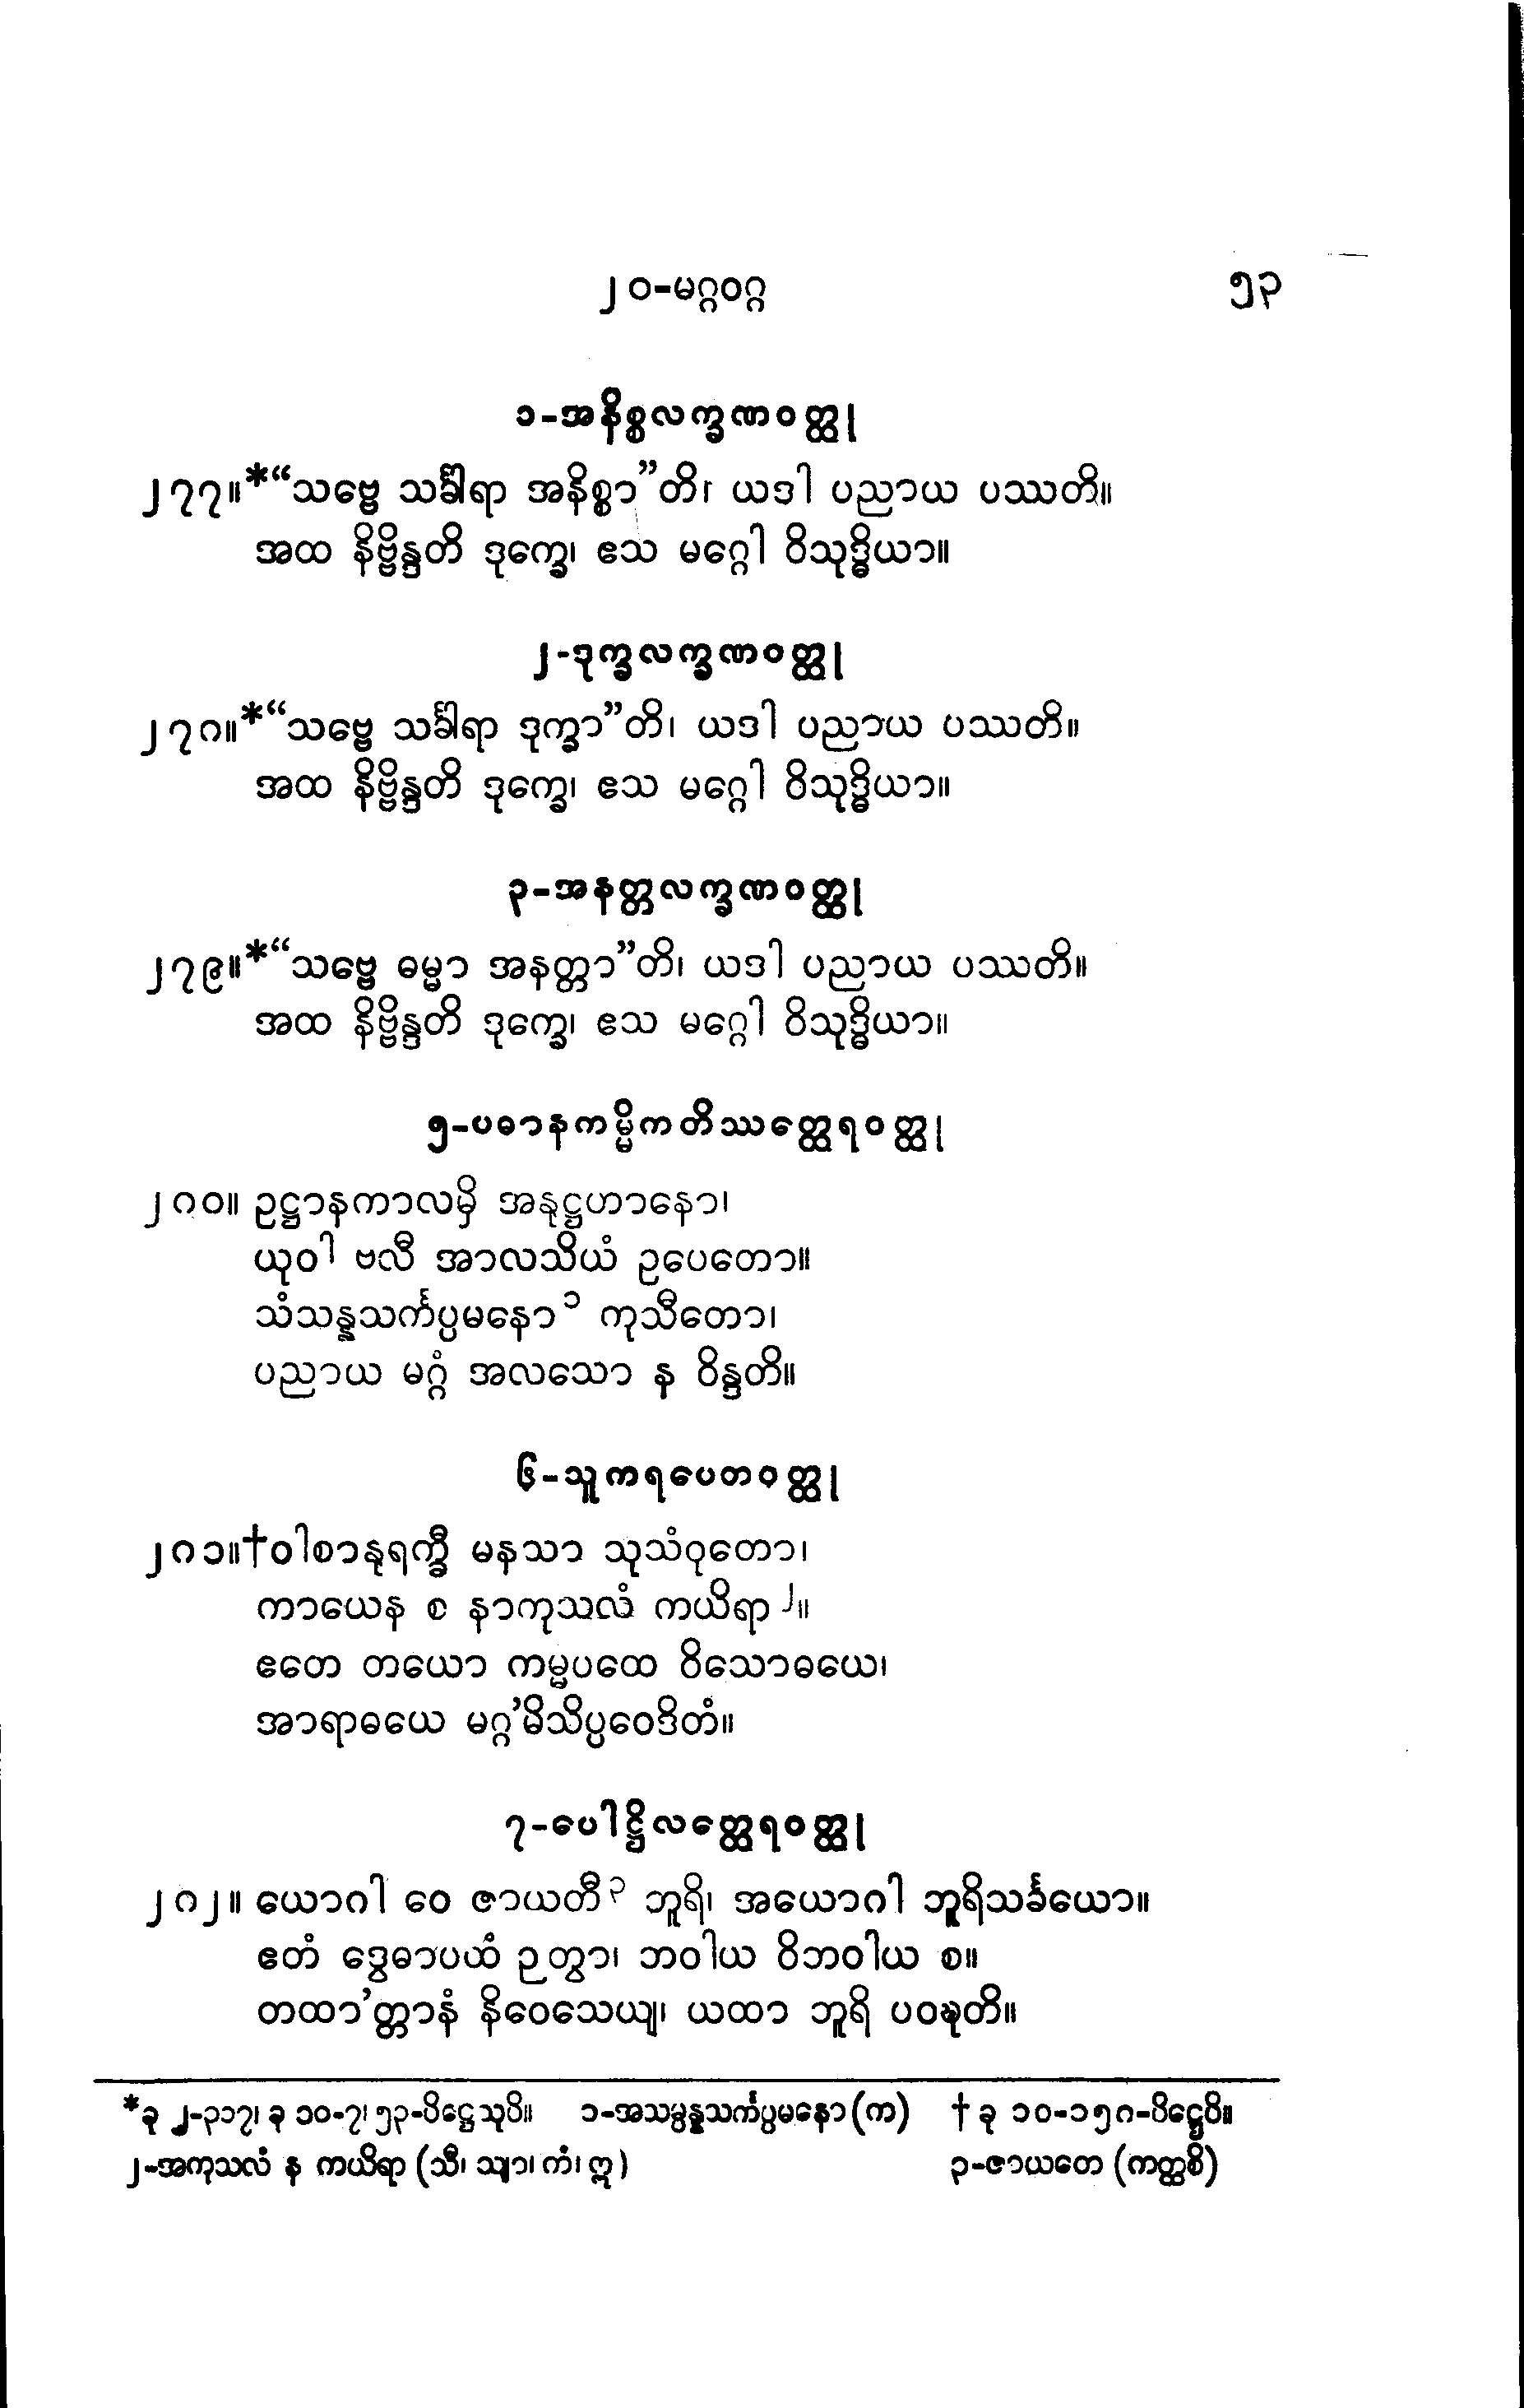 ၂၀-မဂ္ဂဝဂ္ဂ ၅၃
၁-အနိစ္စလက္ခဏဝတ္ထု
၂၇၇။*“သဗ္ဗေ သင်္ခါရာ အနိစ္စာ”တိ၊ ယဒါ ပညာယ ပဿတိ။
အထ နိဗ္ဗိန္ဒတိ ဒုက္ခေ၊ ဧသ မဂ္ဂေါ ဝိသုဒ္ဓိယာ။
၂-ဒုက္ခလက္ခဏဝတ္ထု
၂၇၈။*“သဗ္ဗေ သင်္ခါရာ ဒုက္ခာ”တိ၊ ယဒါ ပညာယ ပဿတိ။
အထ နိဗ္ဗိန္ဒတိ ဒုက္ခေ၊ ဧသ မဂ္ဂေါ ဝိသုဒ္ဓိယာ။
၃-အနတ္တလက္ခဏဝတ္ထု
၂၇၉။*“သဗ္ဗေ ဓမ္မာ အနတ္တာ”တိ၊ ယဒါ ပညာယ ပဿတိ။
အထ နိဗ္ဗိန္ဒတိ ဒုက္ခေ၊ ဧသ မဂ္ဂေါ ဝိသုဒ္ဓိယာ။
၅-ပဓာနကမ္မိကတိဿတ္ထေရဝတ္ထု
၂၈၀။ ဥဋ္ဌာနကာလမှိ အနုဋ္ဌဟာနော၊
ယုဝါ ဗလီ အာလသိယံ ဥပေတော။
သံသန္နသင်္ကပ္ပမနော၁ ကုသီတော၊
ပညာယ မဂ္ဂံ အလသော န ဝိန္ဒတိ။
၆-သူကရပေတဝတ္ထု
၂၈၁။†ဝါစာနုရက္ခီ မနသာ သုသံဝုတော၊
ကာယေန စ နာကုသလံ ကယိရာ၂။
ဧတေ တယော ကမ္မပထေ ဝိသောဓယေ၊
အာရာဓယေ မဂ္ဂ’မိသိပ္ပဝေဒိတံ။
၇-ပေါဋ္ဌိလတ္ထေရဝတ္ထု
၂၈၂။ ယောဂါ ဝေ ဇာယတီ၃ ဘူရိ၊ အယောဂါ ဘူရိသင်္ခယော။
ဧတံ ဒွေဓာပထံ ဉတွာ၊ ဘဝါယ ဝိဘဝါယ စ။
တထာ’တ္တာနံ နိဝေသေယျ၊ ယထာ ဘူရိ ပဝဍ္ဎတိ။
*ခု ၂-၃၁၇၊ ခု ၁၀-၇၊ ၅၃-ပိဋ္ဌေသုပိ။ ၁-အသမ္ပန္နသင်္ကပ္ပမနော (က) † ခု ၁၀-၁၅၈-ပိဋ္ဌေပိ။
၂-အကုသလံ န ကယိရာ (သီ၊ သျာ၊ ကံ၊ ဣ) ၃-ဇာယတေ (ကတ္ထစိ)